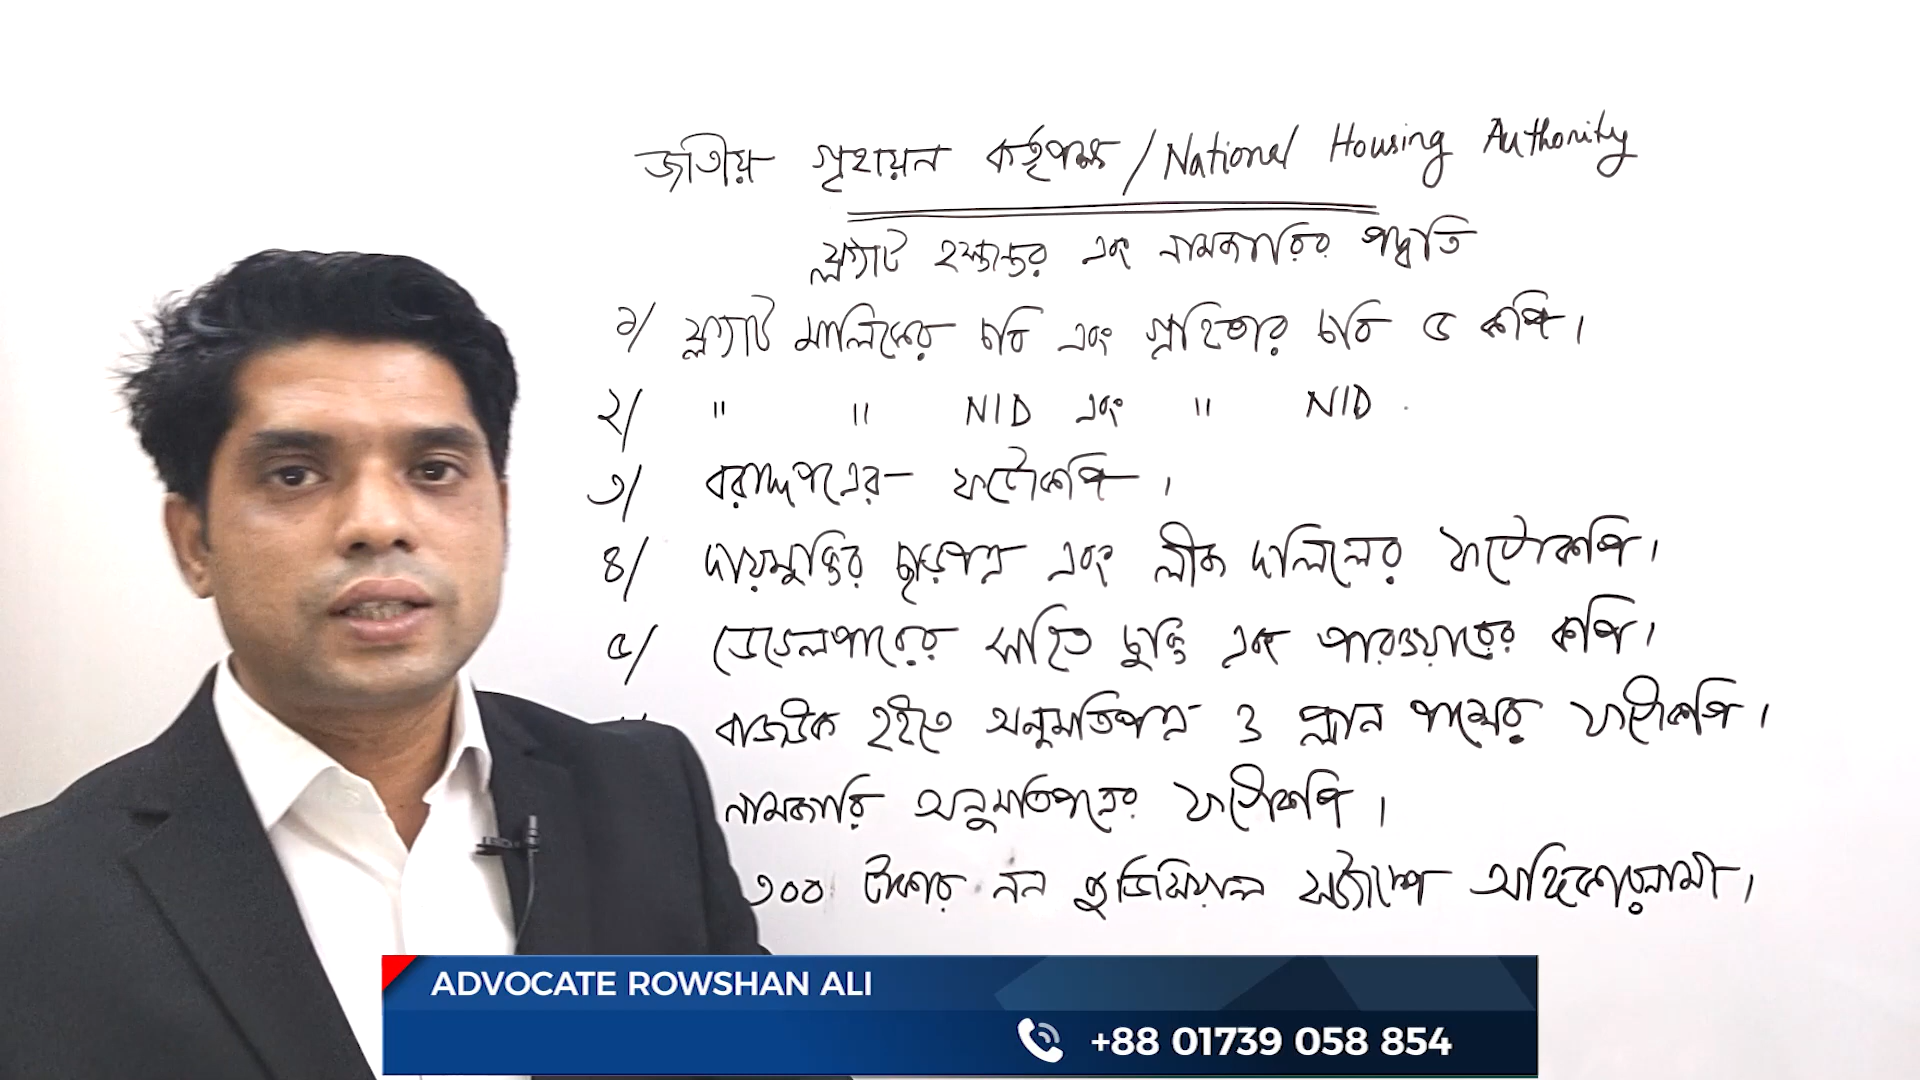 জাতীয় গৃহায়ন কর্তৃপক্ষ / National Housing Authority
ফ্ল্যাট হস্তান্তর এবং নামজারির পদ্ধতি
১/ ফ্ল্যাট মালিকের ছবি এবং গ্রহিতার ছবি ৫ কপি।
২/ " " NID এবং " NID
৩/ বরাদ্দপত্রের ফটোকপি।
৪/ দায়মুক্তির ছাড়পত্র এবং লীজ দলিলের ফটোকপি।
৫/ ডেভেলপারের সহিত চুক্তি এবং পাওয়ারের কপি।
রাজউক হইতে অনুমতিপত্র ও প্ল্যান পাশের ফটোকপি।
নামজারি অনুমতিপত্রের ফটোকপি।
৩০০ টাকার নন জুডিসিয়াল স্ট্যাম্পে অঙ্গিকারনামা।
ADVOCATE ROWSHAN ALI
+88 01739 058 854